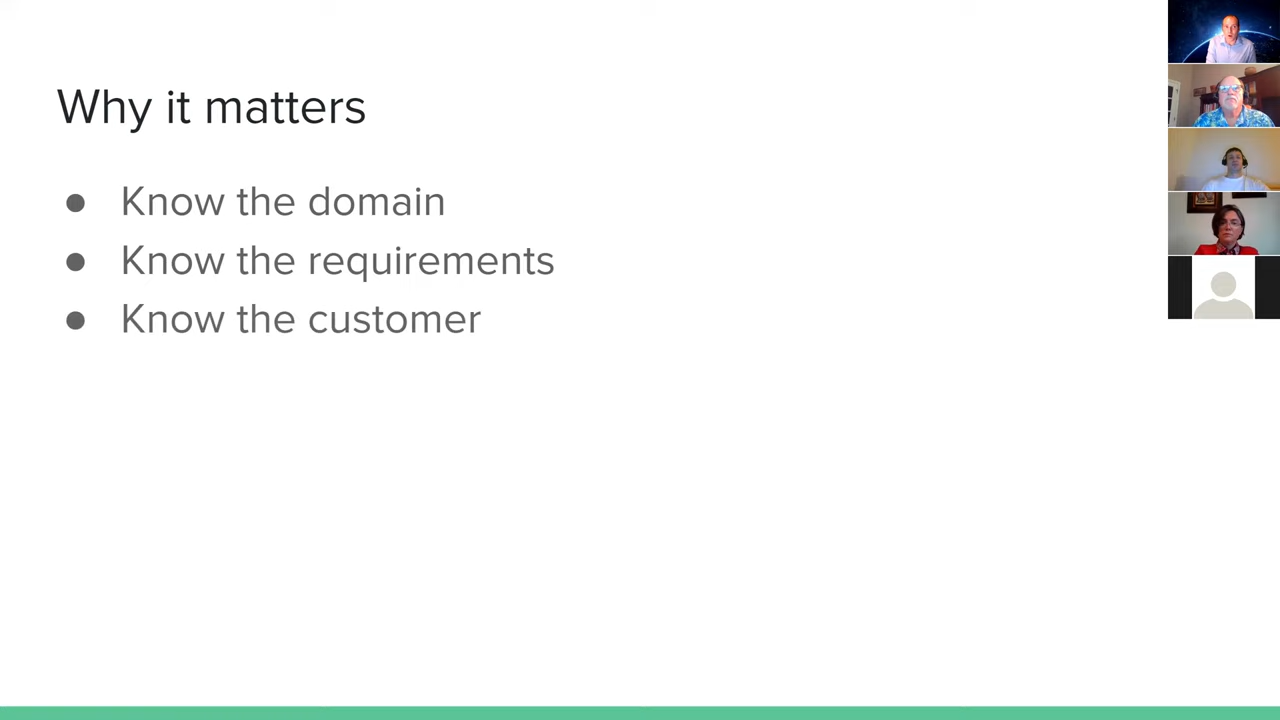 Why it matters
● Know the domain
● Know the requirements
● Know the customer